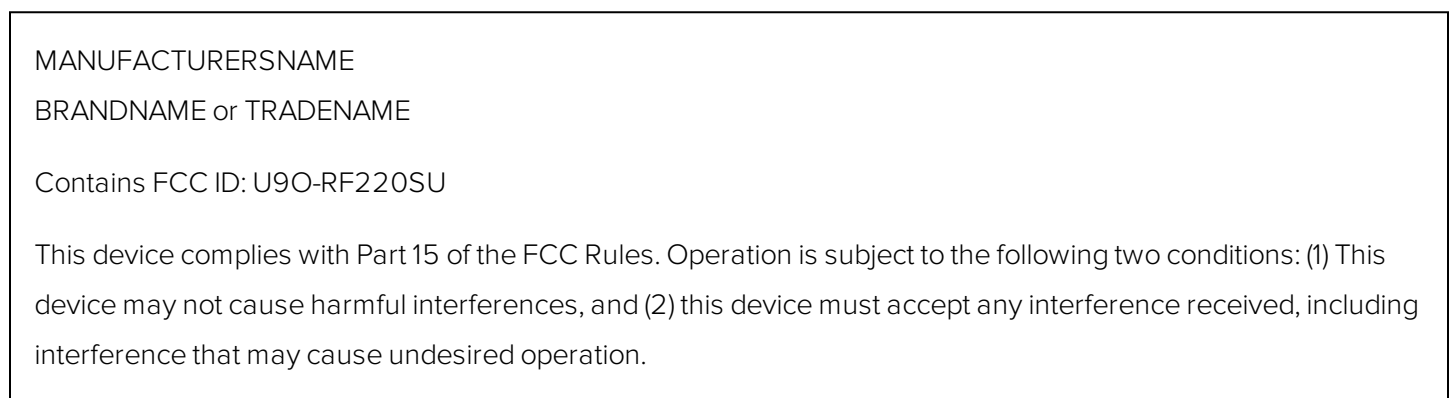 MANUFACTURERSNAME
BRANDNAME or TRADENAME
Contains FCC ID: U9O-RF220SU
This device complies with Part 15 of the FCC Rules. Operation is subject to the following two conditions: (1) This
device may not cause harmful interferences, and (2) this device must accept any interference received, including
interference that may cause undesired operation.